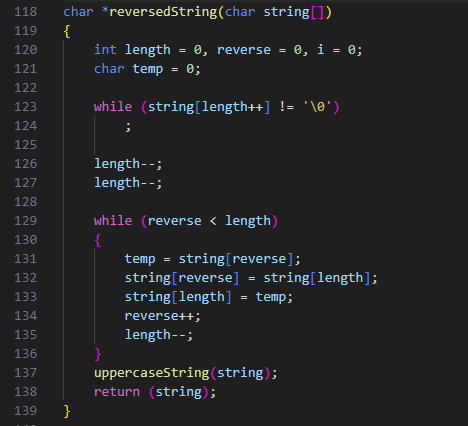 118 char *reversedString(char string[])
119 {
120 int length = 0, reverse = 0, i = 0;
121 char temp = 0;
122
123 while (string[length++] != '\0')
124 ;
125
126 length--;
127 length--;
128
129 while (reverse < length)
130 {
131 temp = string[reverse];
132 string[reverse] = string[length];
133 string[length] = temp;
134 reverse++;
135 length--;
136 }
137 uppercaseString(string);
138 return (string);
139 }